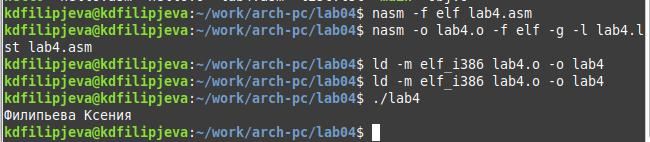 kdfilipjeva@kdfilipjeva:~/work/arch-pc/lab04$ nasm -f elf lab4.asm
kdfilipjeva@kdfilipjeva:~/work/arch-pc/lab04$ nasm -o lab4.o -f elf -g -l lab4.l
st lab4.asm
kdfilipjeva@kdfilipjeva:~/work/arch-pc/lab04$ ld -m elf_i386 lab4.o -o lab4
kdfilipjeva@kdfilipjeva:~/work/arch-pc/lab04$ ld -m elf_i386 lab4.o -o lab4
kdfilipjeva@kdfilipjeva:~/work/arch-pc/lab04$ ./lab4
Филипьева Ксения
kdfilipjeva@kdfilipjeva:~/work/arch-pc/lab04$